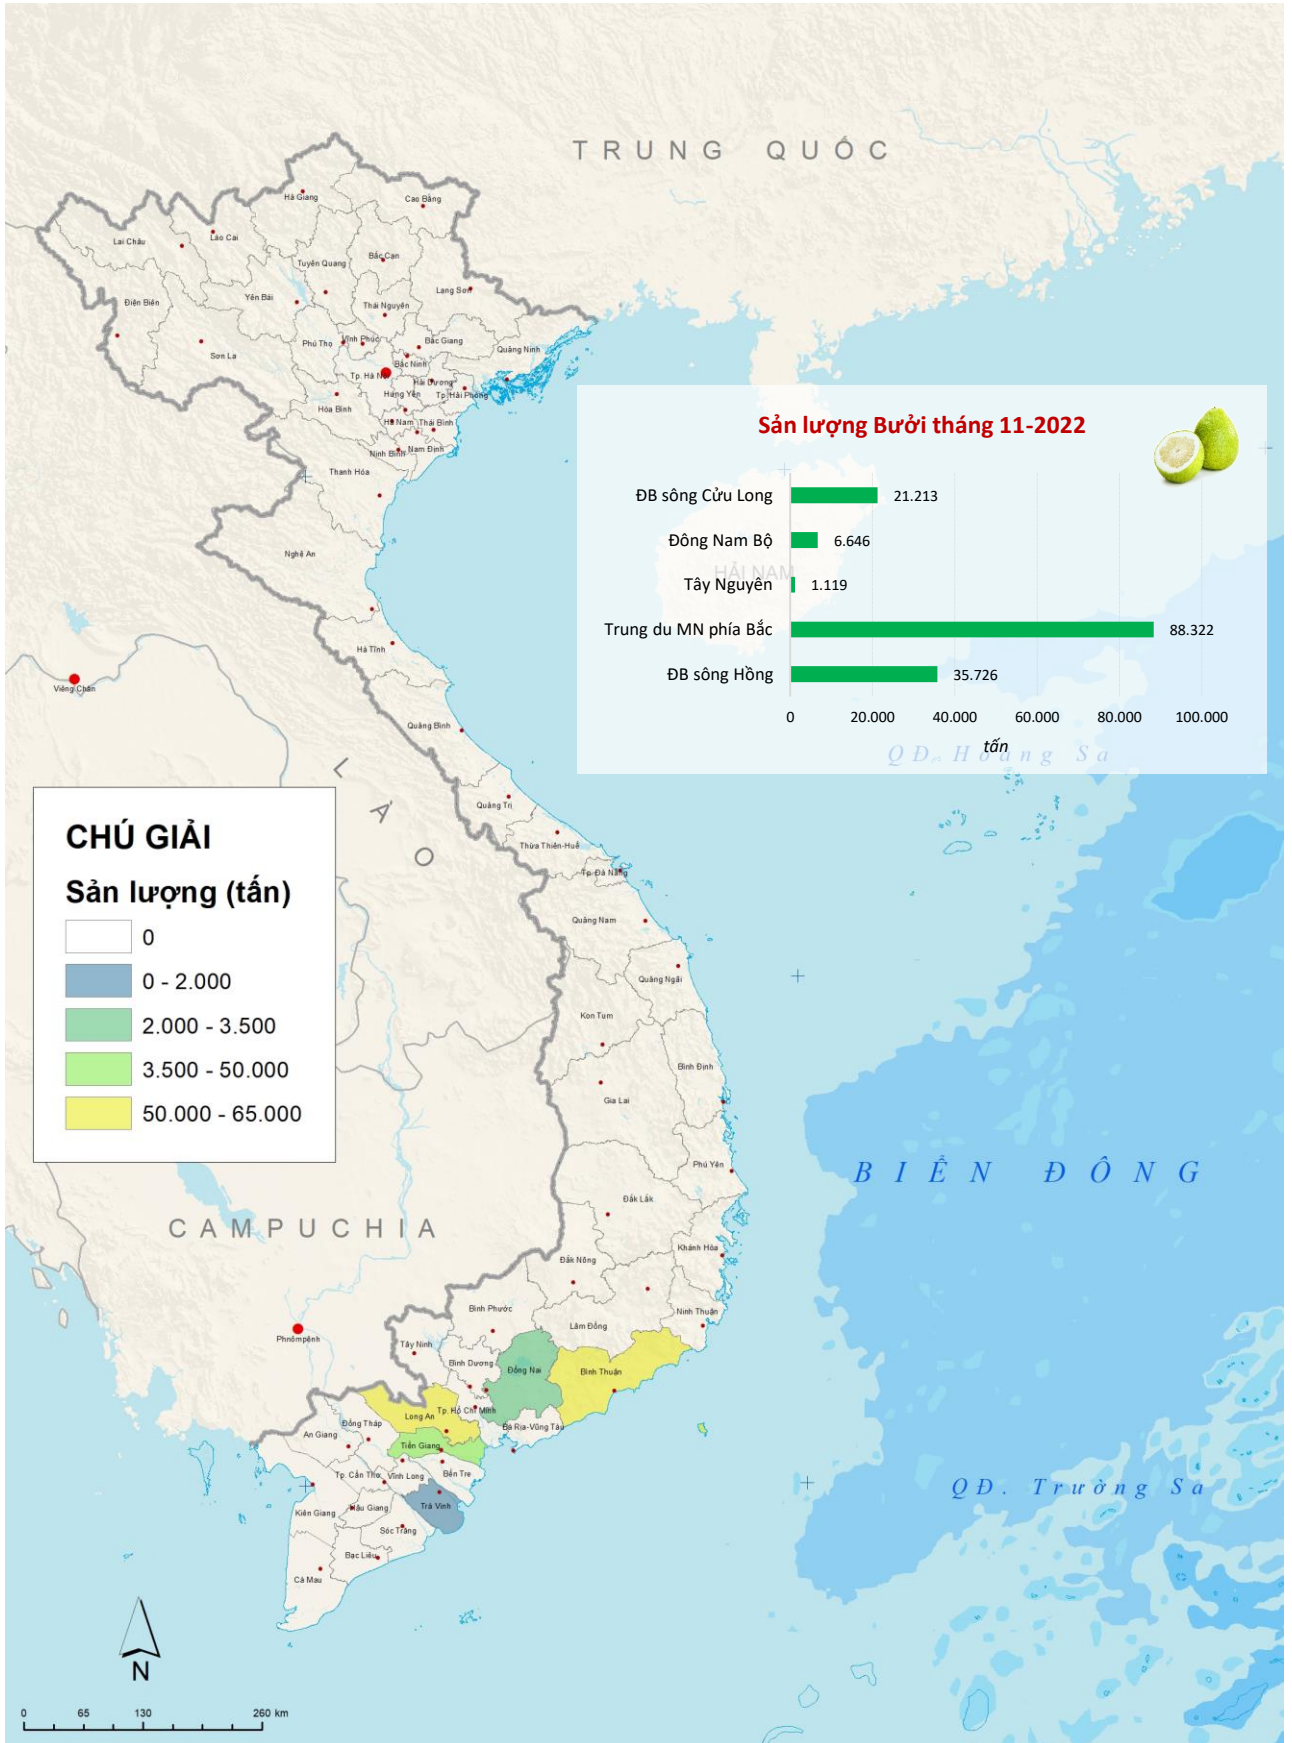 TRUNG QUỐC
Hà Giang
Cao Bằng
Lai Châu
Lào Cai
Bắc Cạn
Tuyên Quang
Điện Biên
Yên Bái
Lạng Sơn
Thái Nguyên
Phú Thọ
Vĩnh Phúc
Bắc Giang
Quảng Ninh
Sơn La
Bắc Ninh
Tp. Hà Nội
Hải Dương
Hưng Yên
Tp. Hải Phòng
Hòa Bình
Hà Nam
Thái Bình
Ninh Bình
Nam Định
Thanh Hóa
Nghệ An
Hà Tĩnh
Viêng Chăn
Quảng Bình
Sản lượng Bưởi tháng 11-2022
ĐB sông Cửu Long
21.213
Đông Nam Bộ
6.646
HẢI NAM
Tây Nguyên
1.119
Trung du MN phía Bắc
88.322
ĐB sông Hồng
35.726
0 20.000 40.000 60.000 80.000 100.000
tấn
QĐ. Hoàng Sa
LÀO
Quảng Trị
Thừa Thiên-Huế
Tp. Đà Nẵng
Quảng Nam
Quảng Ngãi
Kon Tum
Bình Định
Gia Lai
Phú Yên
Đắk Lắk
Khánh Hòa
Đắk Nông
Ninh Thuận
Lâm Đồng
CHÚ GIẢI
Sản lượng (tấn)
0
0 - 2.000
2.000 - 3.500
3.500 - 50.000
50.000 - 65.000
BIỂN ĐÔNG
CAMPUCHIA
Phnômpênh
Bình Phước
Tây Ninh
Bình Dương
Đồng Nai
Bình Thuận
Tp. Hồ Chí Minh
Long An
Bà Rịa-Vũng Tàu
Đồng Tháp
An Giang
Tiền Giang
Tp. Cần Thơ
Vĩnh Long
Bến Tre
Kiên Giang
Hậu Giang
Trà Vinh
Sóc Trăng
Bạc Liêu
Cà Mau
QĐ. Trường Sa
N
0 65 130 260 km